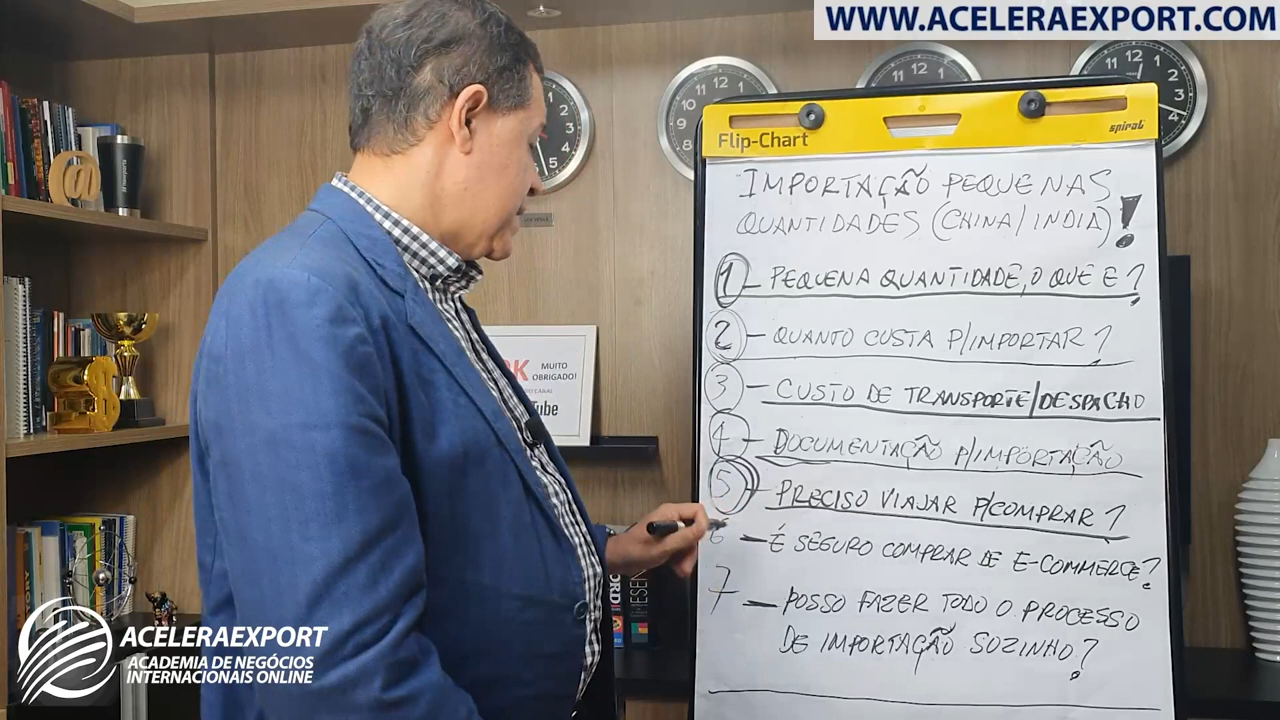 WWW.ACELERAEXPORT.COM
Flip-Chart
spiral
IMPORTAÇÃO PEQUENAS
QUANTIDADES (CHINA/INDIA)!
1 - PEQUENA QUANTIDADE, O QUE E?
2 - QUANTO CUSTA P/IMPORTAR?
3 - CUSTO DE TRANSPORTE/DESPACHO
4 - DOCUMENTAÇÃO P/IMPORTAÇÃO
5 - PRECISO VIAJAR P/COMPRAR?
6 - É SEGURO COMPRAR DE E-COMMERCE?
7 - POSSO FAZER TODO O PROCESSO
DE IMPORTAÇÃO SOZINHO?
MUITO
OBRIGADO!
ACELERAEXPORT
ACADEMIA DE NEGÓCIOS
INTERNACIONAIS ONLINE